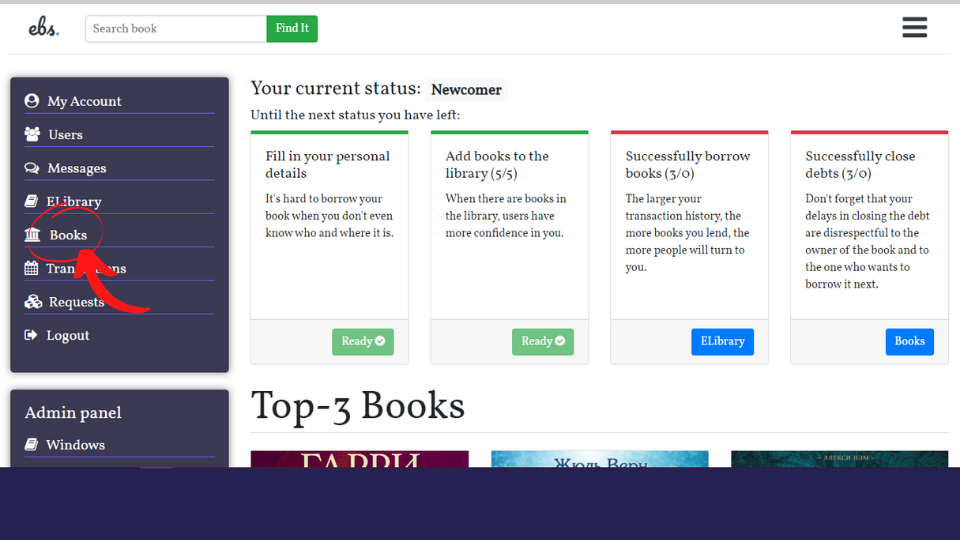 ebs.
Search book
Find It
My Account
Users
Messages
ELibrary
Books
Transactions
Requests
Logout
Admin panel
Windows
Your current status: Newcomer
Until the next status you have left:
Fill in your personal
details
It's hard to borrow your
book when you don't even
know who and where it is.
Ready
Add books to the
library (5/5)
When there are books in
the library, users have
more confidence in you.
Ready
Successfully borrow
books (3/0)
The larger your
transaction history, the
more books you lend, the
more people will turn to
you.
ELibrary
Successfully close
debts (3/0)
Don't forget that your
delays in closing the debt
are disrespectful to the
owner of the book and to
the one who wants to
borrow it next.
Books
Top-3 Books
ГАРРИ
Жюль Верн
АЛЕКСИ ЗЭМ